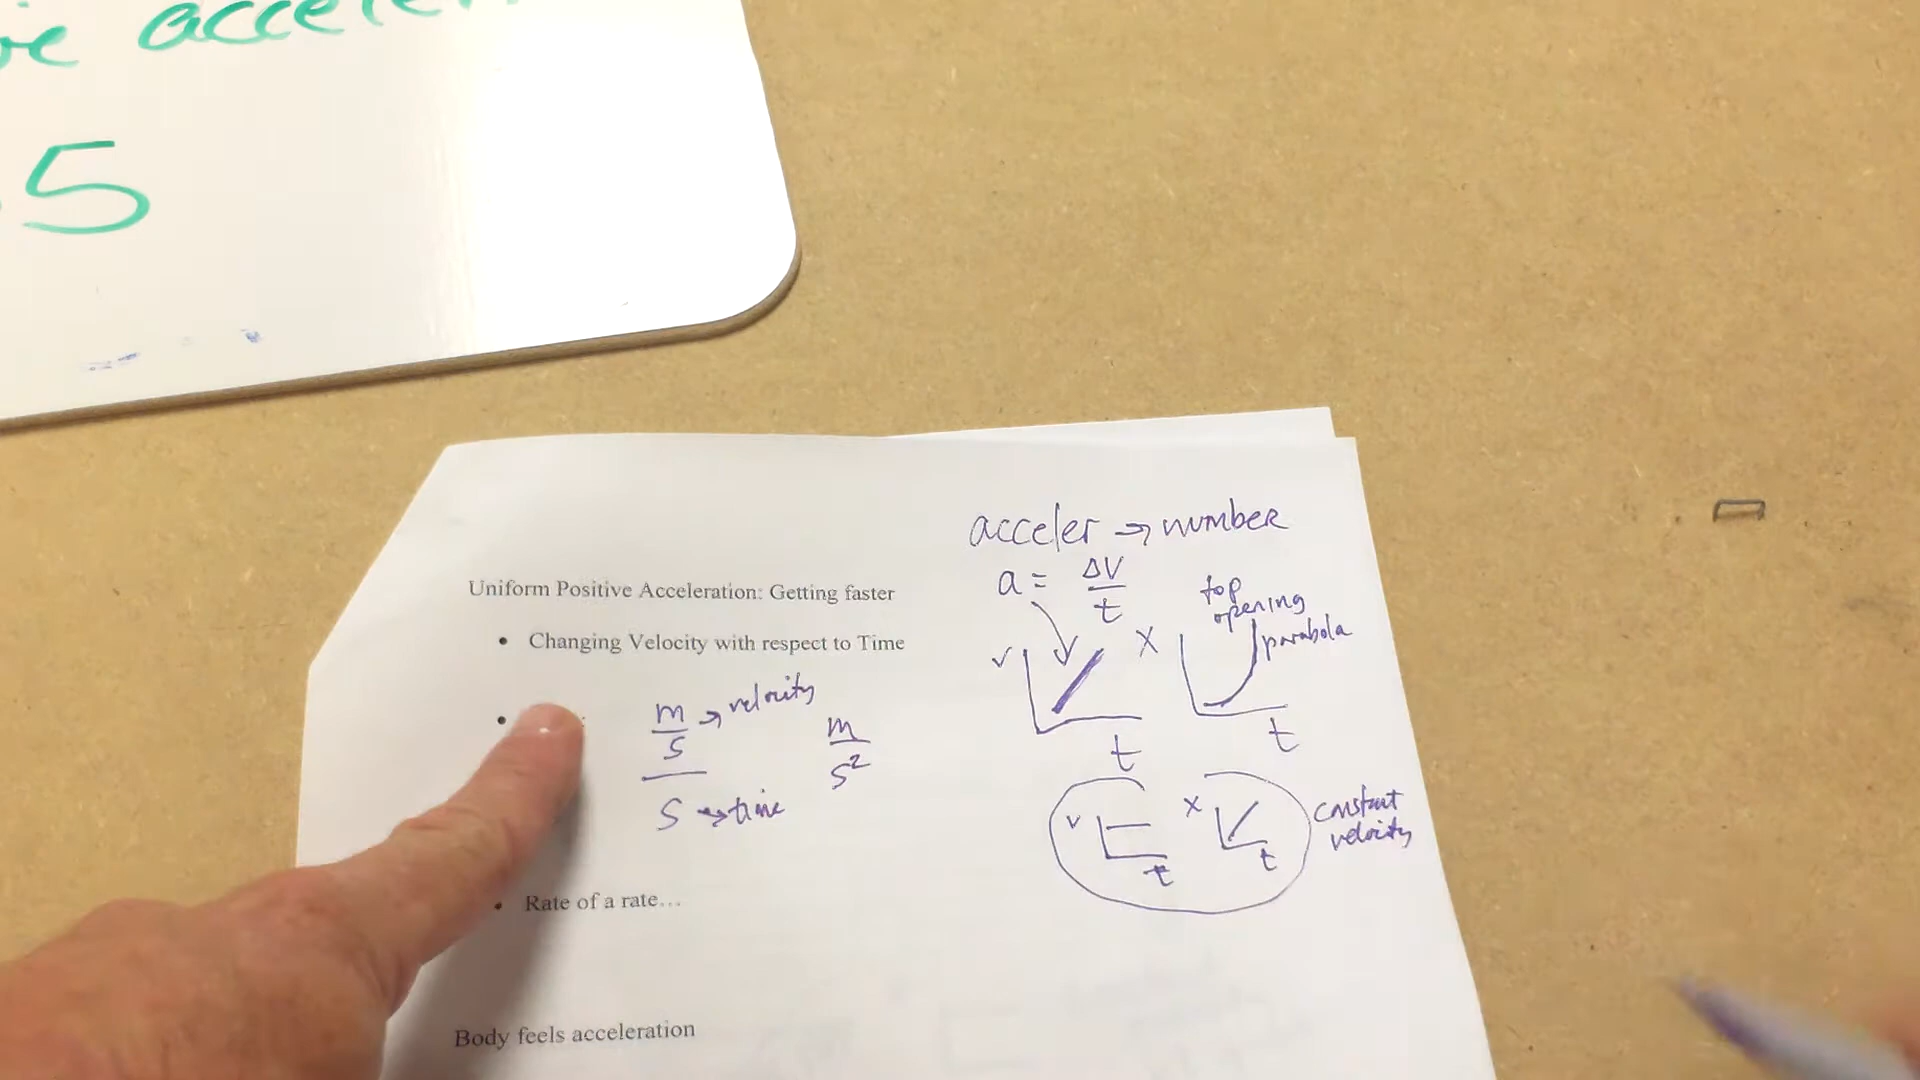 5
Uniform Positive Acceleration: Getting faster
• Changing Velocity with respect to Time
•
m → velocity
s
s → time
m
s²
• Rate of a rate...
Body feels acceleration
acceler → number
a = ΔV
t
top
opening
parabola
v
t
x
t
v
t
x
t
constant
velocity